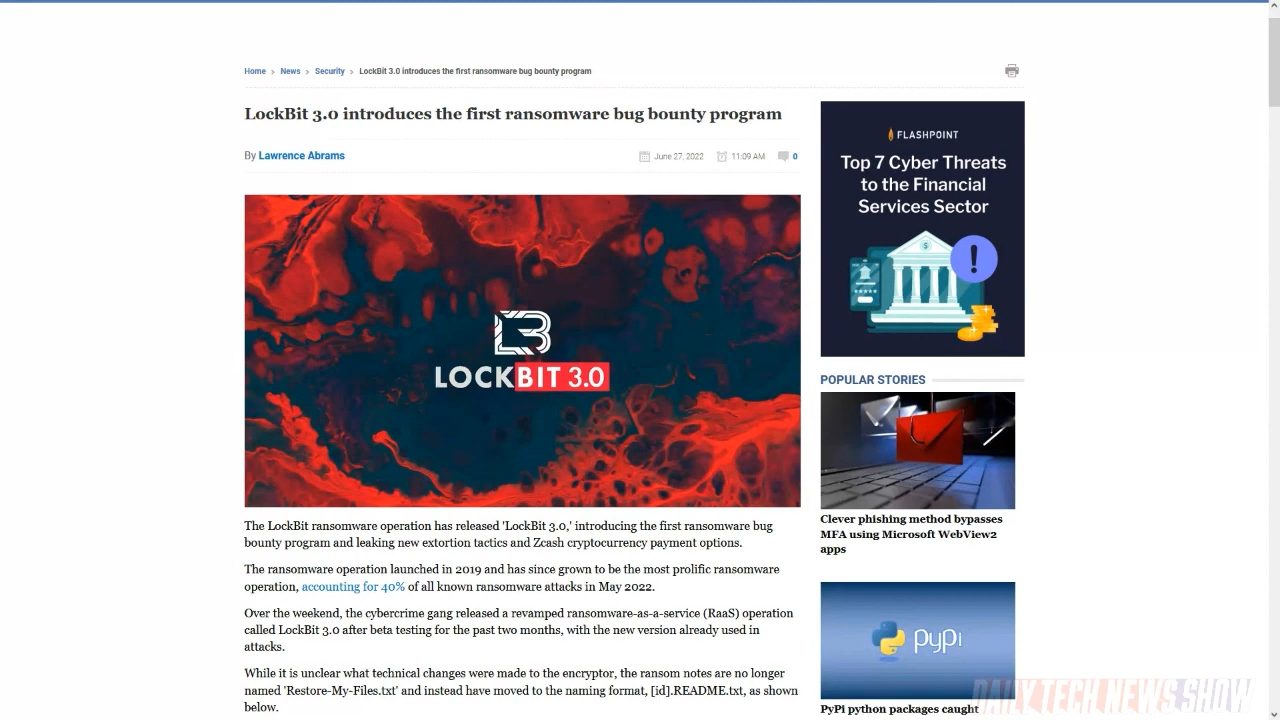 Home > News > Security > LockBit 3.0 introduces the first ransomware bug bounty program
LockBit 3.0 introduces the first ransomware bug bounty program
By Lawrence Abrams
June 27, 2022
11:09 AM
0
LOCKBIT 3.0
The LockBit ransomware operation has released 'LockBit 3.0,' introducing the first ransomware bug
bounty program and leaking new extortion tactics and Zcash cryptocurrency payment options.
The ransomware operation launched in 2019 and has since grown to be the most prolific ransomware
operation, accounting for 40% of all known ransomware attacks in May 2022.
Over the weekend, the cybercrime gang released a revamped ransomware-as-a-service (RaaS) operation
called LockBit 3.0 after beta testing for the past two months, with the new version already used in
attacks.
While it is unclear what technical changes were made to the encryptor, the ransom notes are no longer
named 'Restore-My-Files.txt' and instead have moved to the naming format, [id].README.txt, as shown
below.
FLASHPOINT
Top 7 Cyber Threats
to the Financial
Services Sector
POPULAR STORIES
Clever phishing method bypasses
MFA using Microsoft WebView2
apps
PyPi
PyPi python packages caught
DAILY TECH NEWS SHOW